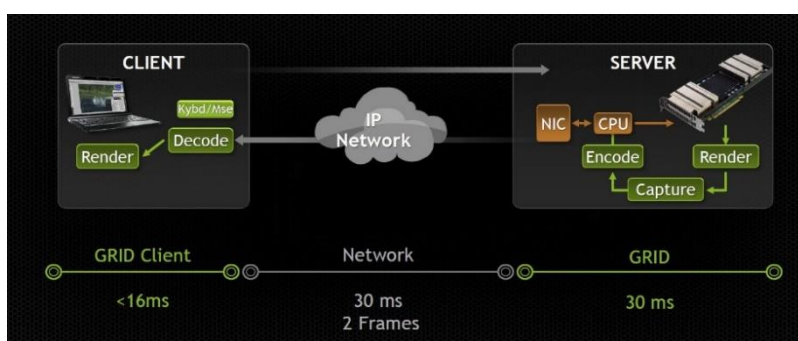 CLIENT
SERVER
Kybd/Mse
Decode
Render
IP
Network
NIC
CPU
Encode
Render
Capture
GRID Client
Network
GRID
<16ms
30 ms
2 Frames
30 ms